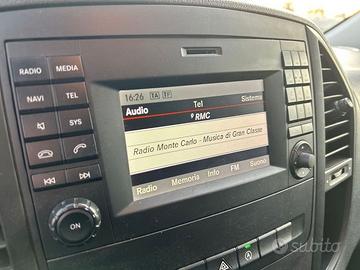 16:26 TA TP
Audio Tel Sistema
° RMC
Radio Monte Carlo - Musica di Gran Classe
Radio Memoria Info FM Suono
RADIO MEDIA
NAVI TEL
SYS
ON
subito